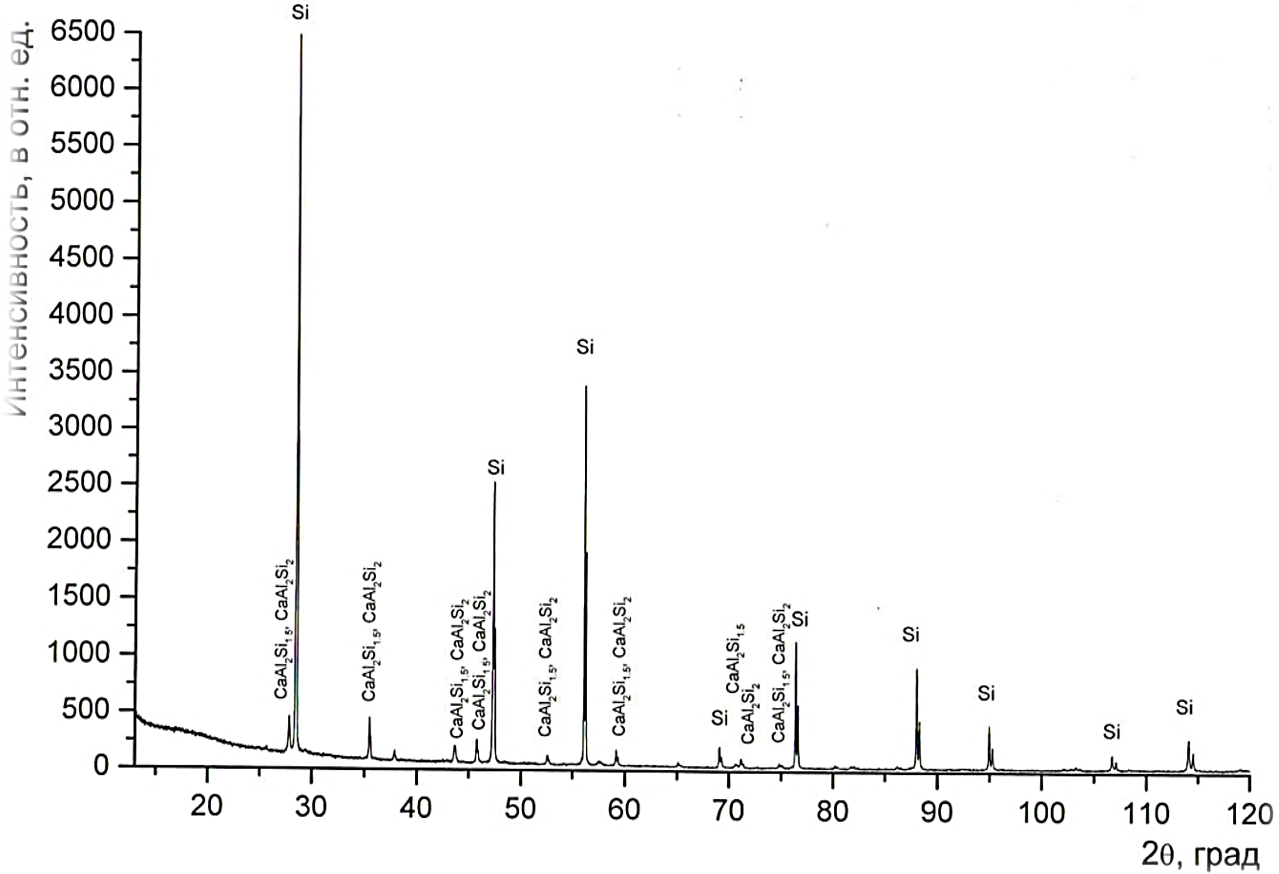 Интенсивность, в отн. ед.
6500
6000
5500
5000
4500
4000
3500
3000
2500
2000
1500
1000
500
0
Si
CaAl2Si1.5, CaAl2Si2
CaAl2Si1.5, CaAl2Si2
CaAl2Si1.5, CaAl2Si2
CaAl2Si1.5, CaAl2Si2
Si
CaAl2Si1.5, CaAl2Si2
Si
CaAl2Si1.5, CaAl2Si2
Si
CaAl2Si1.5
CaAl2Si2
CaAl2Si1.5, CaAl2Si2
Si
Si
Si
Si
Si
20 30 40 50 60 70 80 90 100 110 120
2θ, град